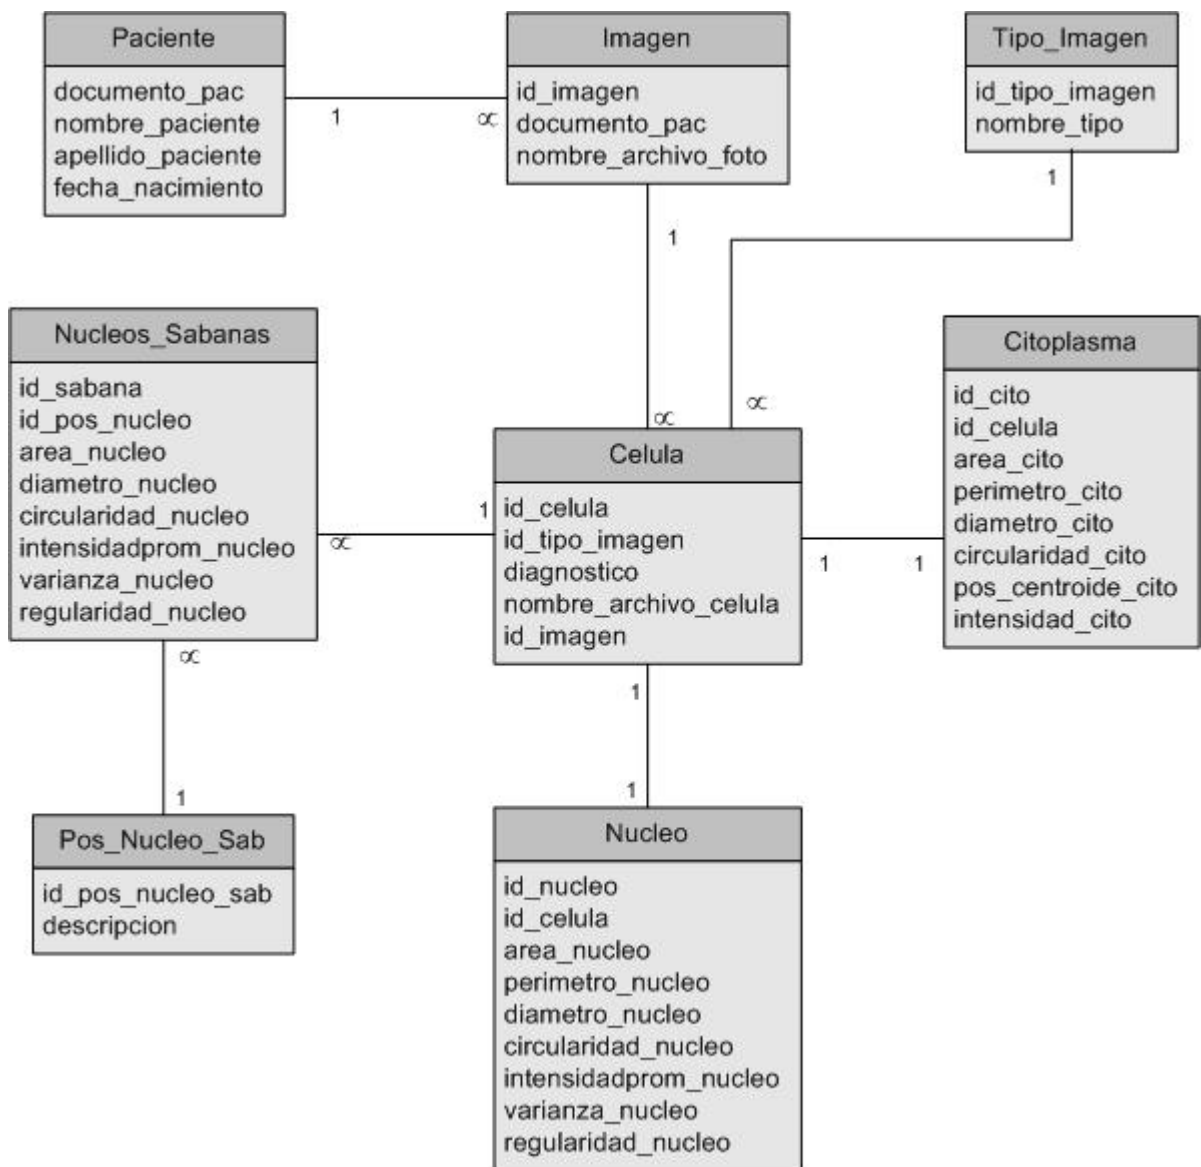 Paciente
documento_pac
nombre_paciente
apellido_paciente
fecha_nacimiento
1
∝
Imagen
id_imagen
documento_pac
nombre_archivo_foto
Tipo_Imagen
id_tipo_imagen
nombre_tipo
1
1
∝
∝
Nucleos_Sabanas
id_sabana
id_pos_nucleo
area_nucleo
diametro_nucleo
circularidad_nucleo
intensidadprom_nucleo
varianza_nucleo
regularidad_nucleo
∝
1
Celula
id_celula
id_tipo_imagen
diagnostico
nombre_archivo_celula
id_imagen
1
1
Citoplasma
id_cito
id_celula
area_cito
perimetro_cito
diametro_cito
circularidad_cito
pos_centroide_cito
intensidad_cito
∝
1
Pos_Nucleo_Sab
id_pos_nucleo_sab
descripcion
1
1
Nucleo
id_nucleo
id_celula
area_nucleo
perimetro_nucleo
diametro_nucleo
circularidad_nucleo
intensidadprom_nucleo
varianza_nucleo
regularidad_nucleo